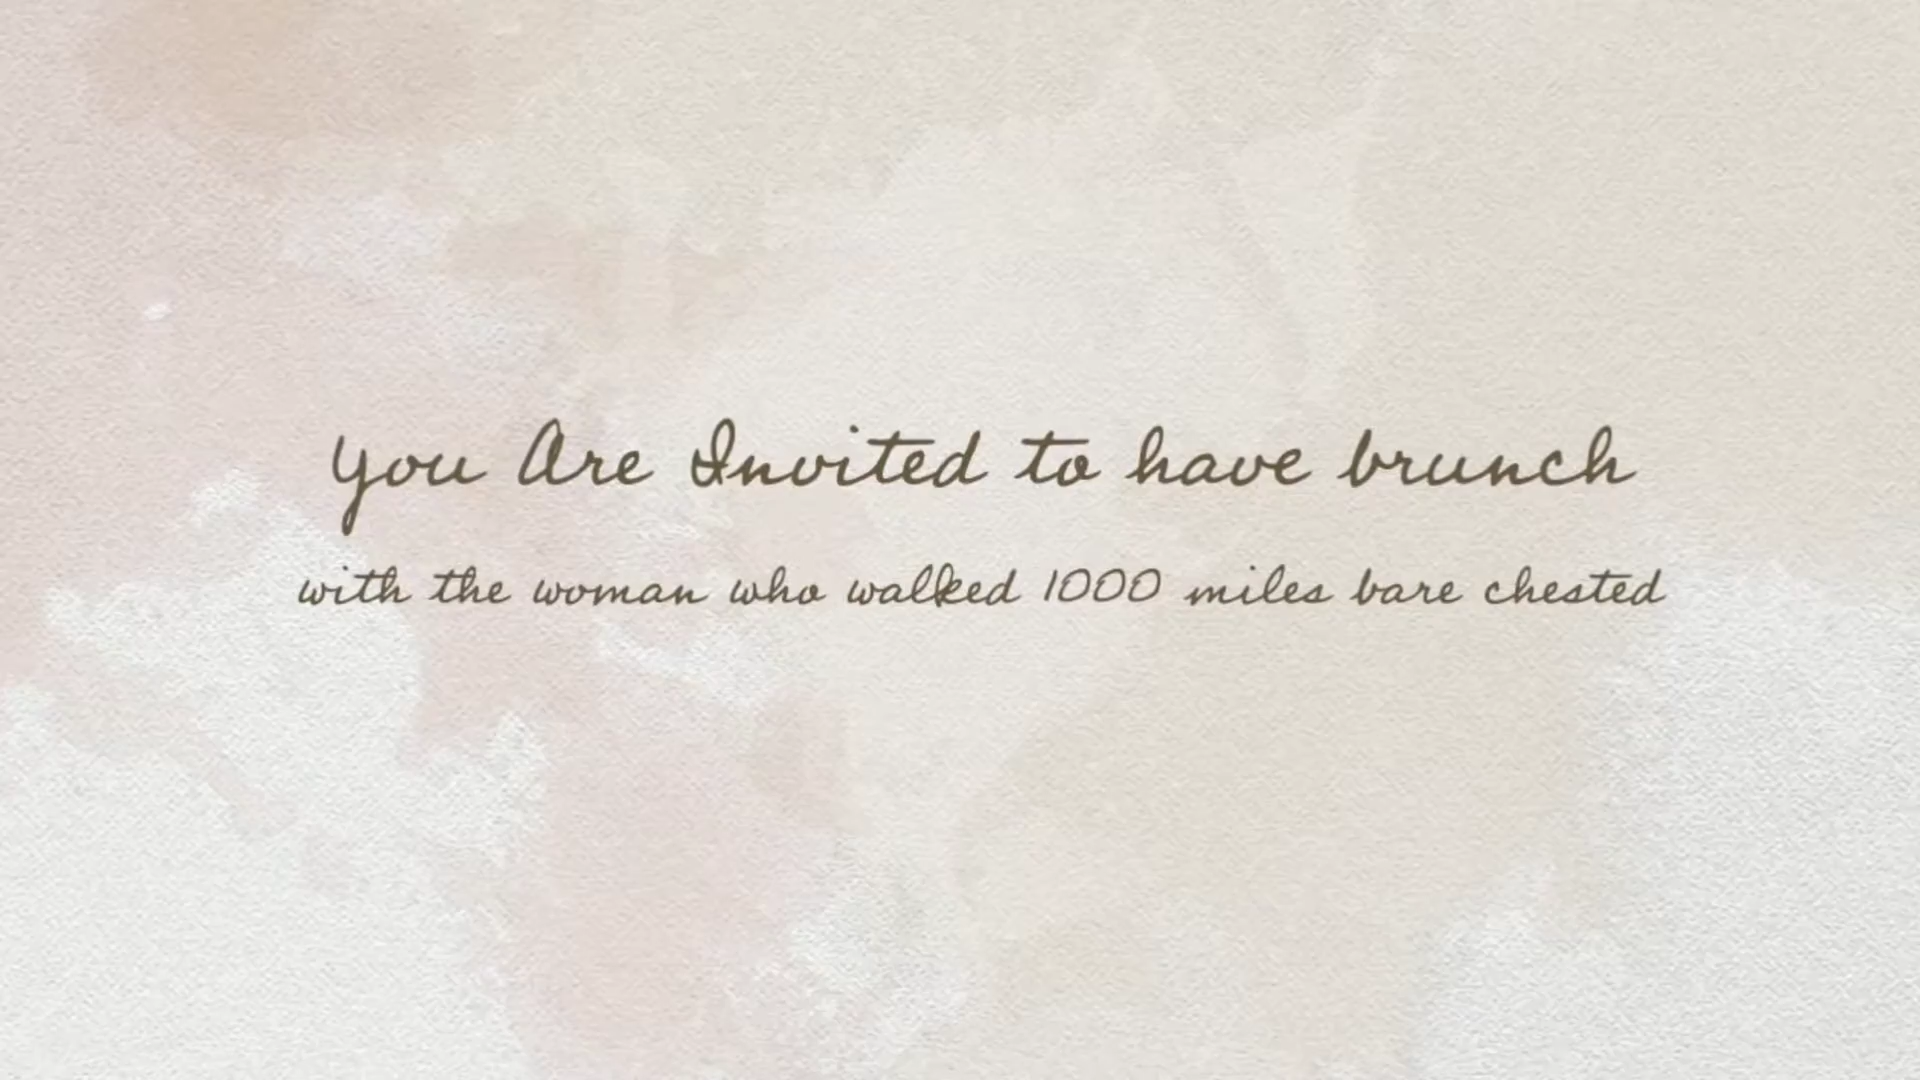 You Are Invited to have brunch
with the woman who walked 1000 miles bare chested